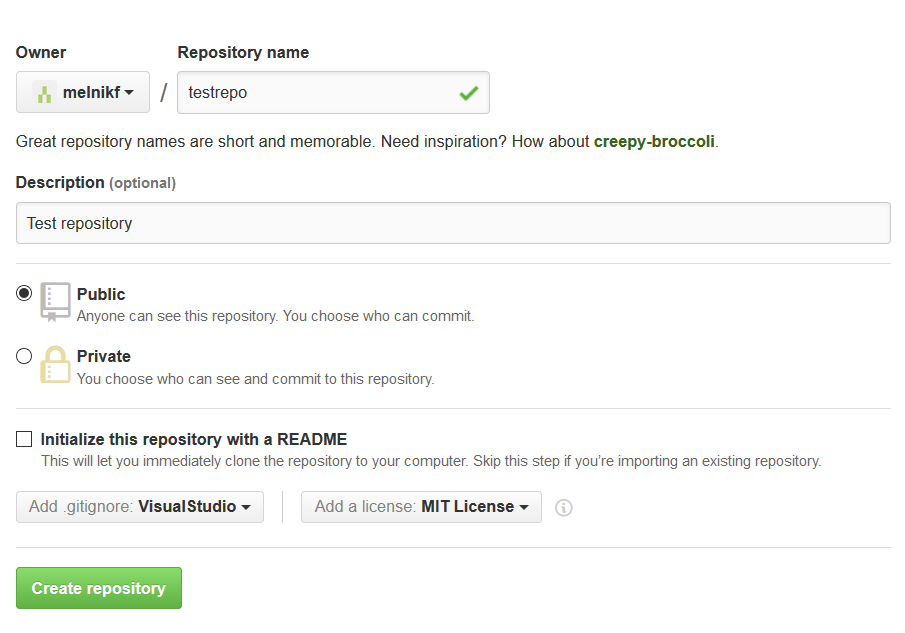 Owner Repository name
melnikf / testrepo
Great repository names are short and memorable. Need inspiration? How about creepy-broccoli.
Description (optional)
Test repository
Public
Anyone can see this repository. You choose who can commit.
Private
You choose who can see and commit to this repository.
Initialize this repository with a README
This will let you immediately clone the repository to your computer. Skip this step if you’re importing an existing repository.
Add .gitignore: VisualStudio Add a license: MIT License
Create repository